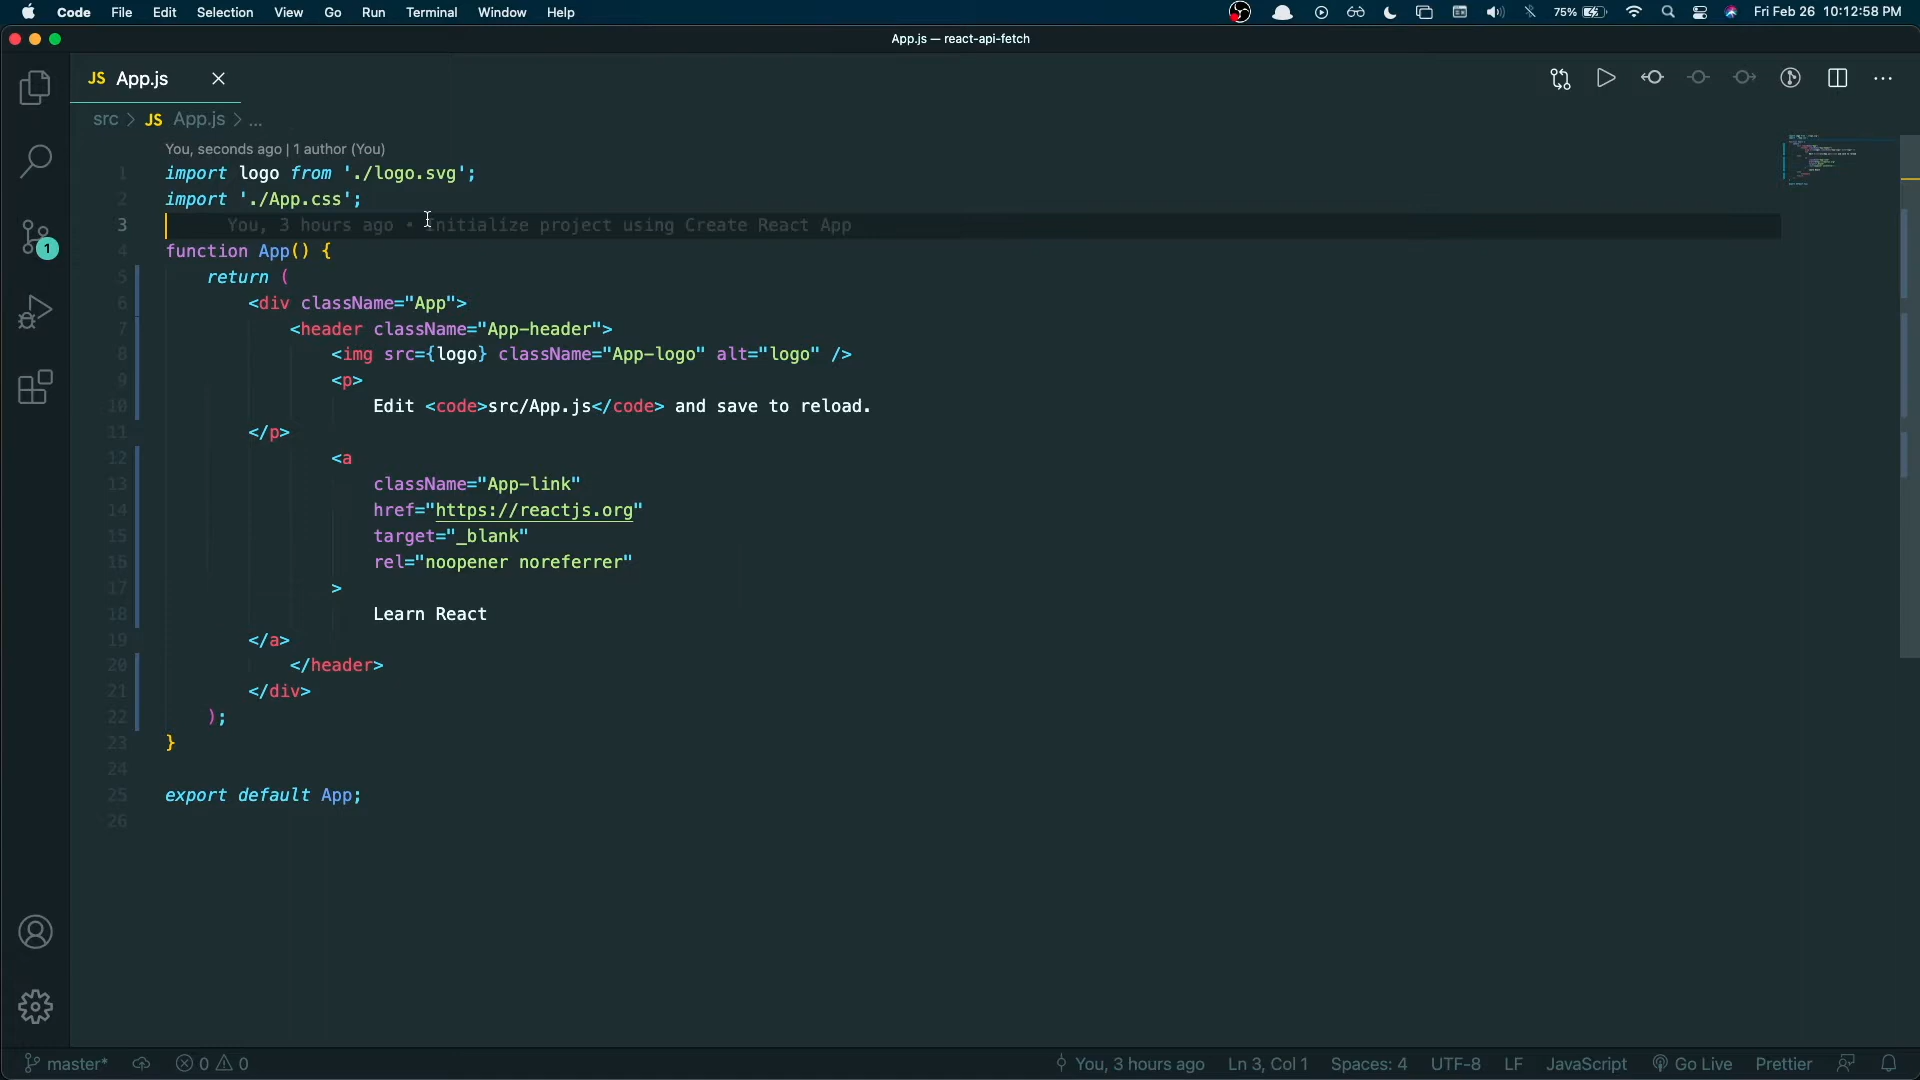 Code File Edit Selection View Go Run Terminal Window Help 75% Fri Feb 26 10:12:58 PM
App.js — react-api-fetch
JS App.js
src > JS App.js > ...
You, seconds ago | 1 author (You)
1 import logo from './logo.svg';
2 import './App.css';
3 You, 3 hours ago • Initialize project using Create React App
4 function App() {
5 return (
6 <div className="App">
7 <header className="App-header">
8 <img src={logo} className="App-logo" alt="logo" />
9 <p>
10 Edit <code>src/App.js</code> and save to reload.
11 </p>
12 <a
13 className="App-link"
14 href="https://reactjs.org"
15 target="_blank"
16 rel="noopener noreferrer"
17 >
18 Learn React
19 </a>
20 </header>
21 </div>
22 );
23 }
24
25 export default App;
26
1
master* 0 0 You, 3 hours ago Ln 3, Col 1 Spaces: 4 UTF-8 LF JavaScript Go Live Prettier